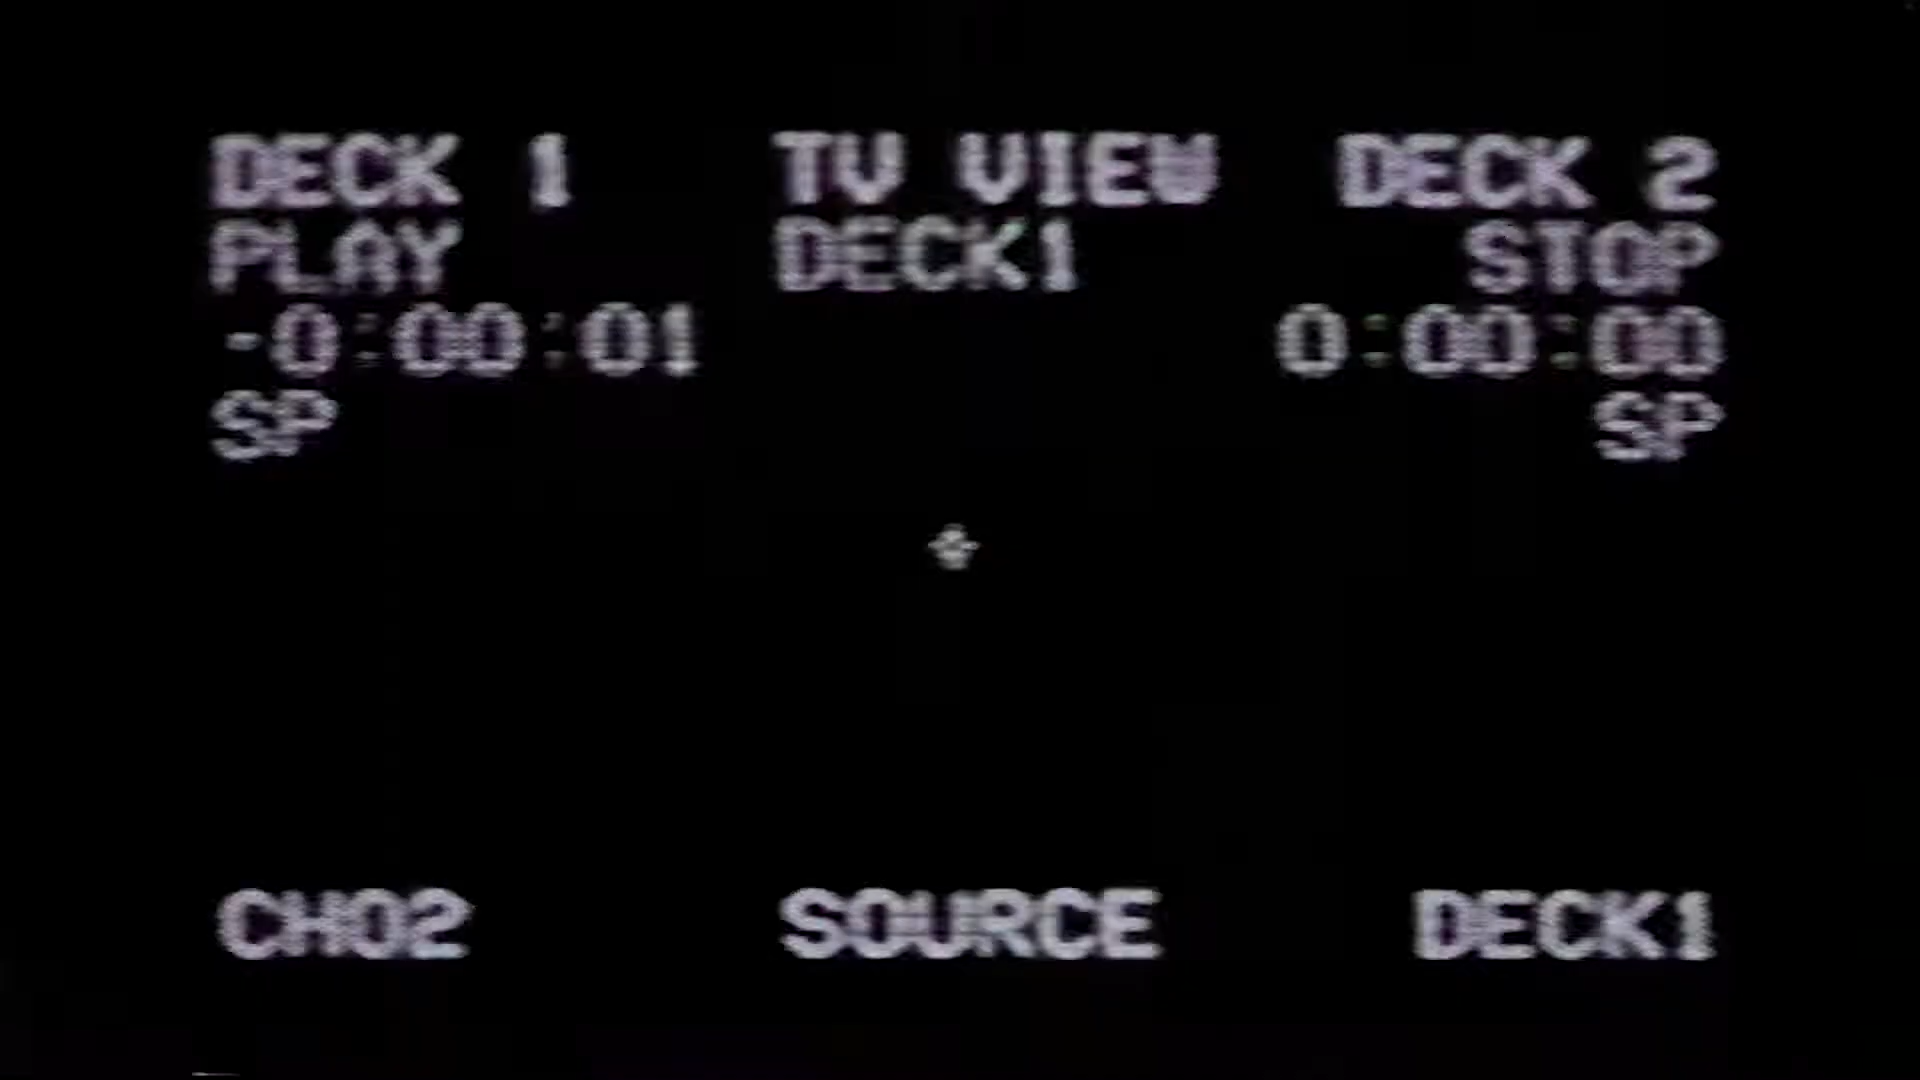 DECK 1 TV VIEW DECK 2
PLAY DECK1 STOP
-0:00:01 0:00:00
SP SP
CH02 SOURCE DECK1